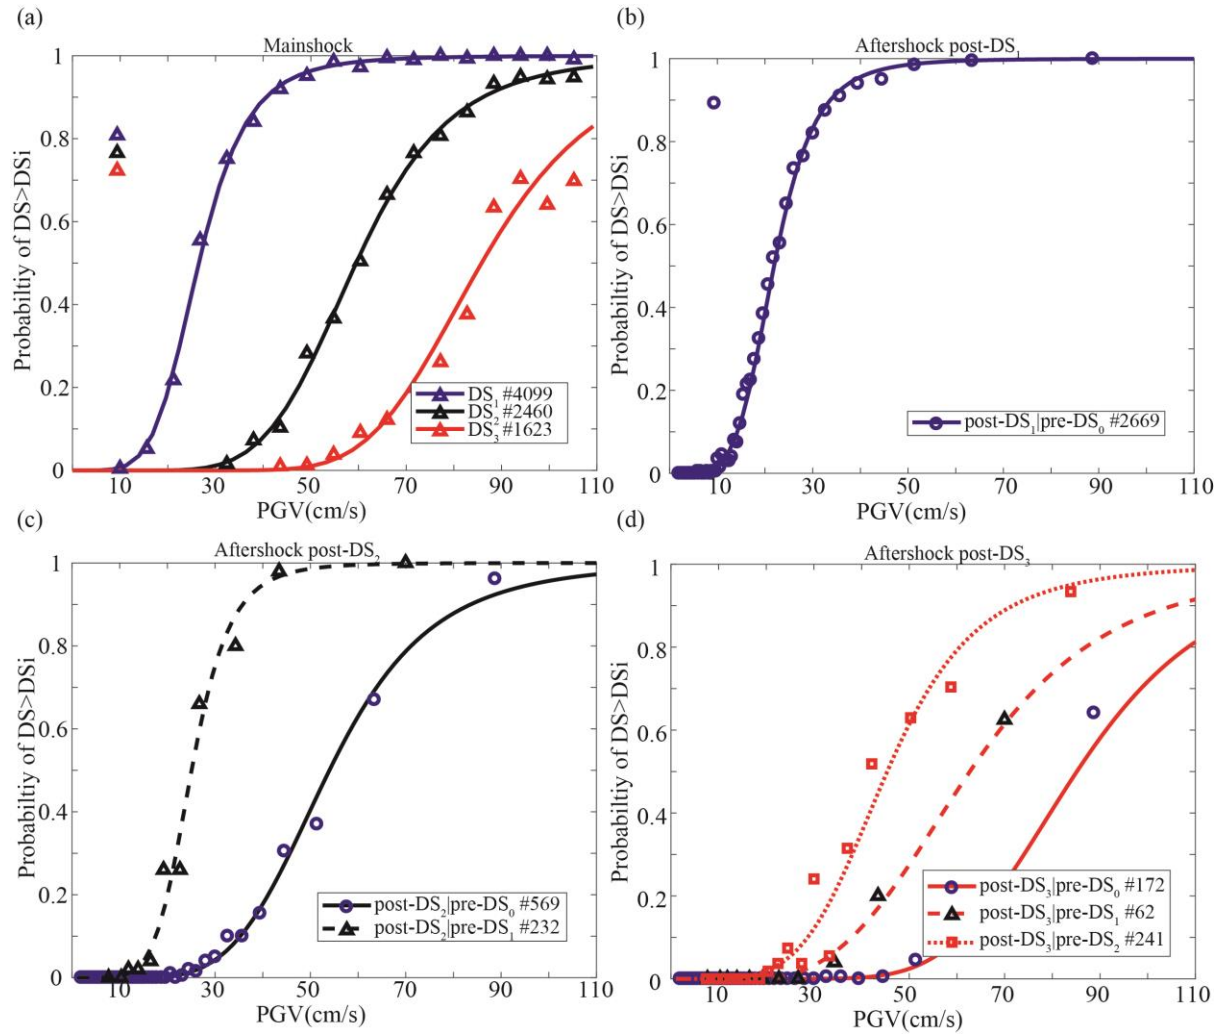 (a)
Mainshock
1
0.8
0.6
0.4
0.2
0
Probabiltiy of DS>DSi
DS1 #4099
DS2 #2460
DS3 #1623
10 30 50 70 90 110
PGV(cm/s)
(b)
Aftershock post-DS1
1
0.8
0.6
0.4
0.2
0
Probabiltiy of DS>DSi
post-DS1|pre-DS0 #2669
10 30 50 70 90 110
PGV(cm/s)
(c)
Aftershock post-DS2
1
0.8
0.6
0.4
0.2
0
Probabiltiy of DS>DSi
post-DS2|pre-DS0 #569
post-DS2|pre-DS1 #232
10 30 50 70 90 110
PGV(cm/s)
(d)
Aftershock post-DS3
1
0.8
0.6
0.4
0.2
0
Probabiltiy of DS>DSi
post-DS3|pre-DS0 #172
post-DS3|pre-DS1 #62
post-DS3|pre-DS2 #241
10 30 50 70 90 110
PGV(cm/s)